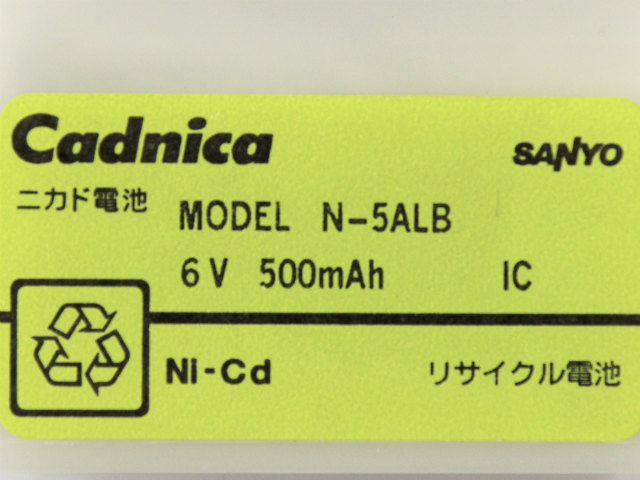 Cadnica
SANYO
ニカド電池
MODEL N-5ALB
6V 500mAh IC
Ni-Cd
リサイクル電池